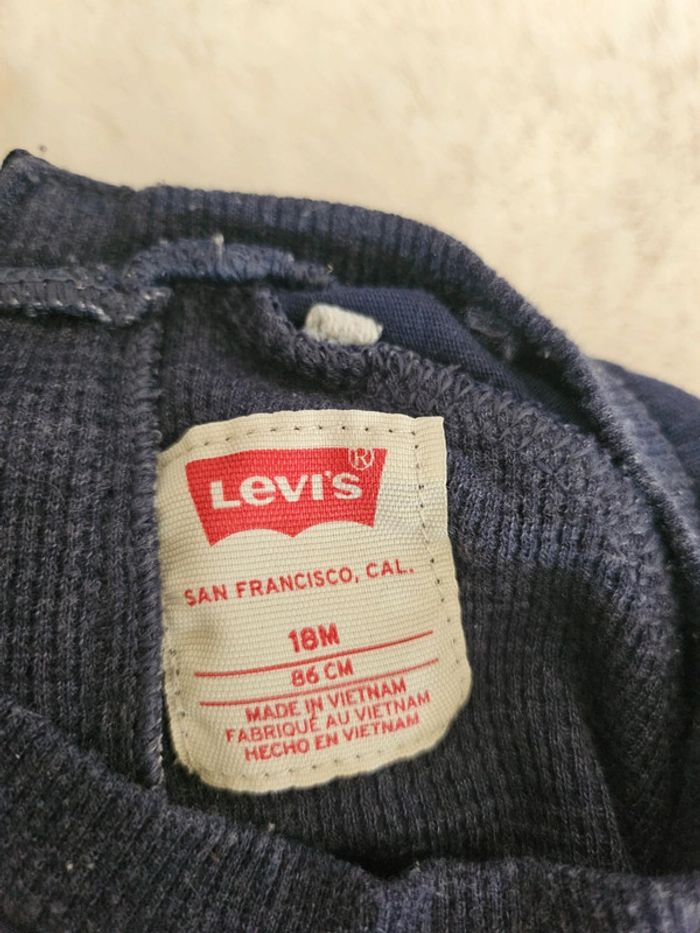 Levi's®
SAN FRANCISCO, CAL.
18M
86 CM
MADE IN VIETNAM
FABRIQUÉ AU VIETNAM
HECHO EN VIETNAM